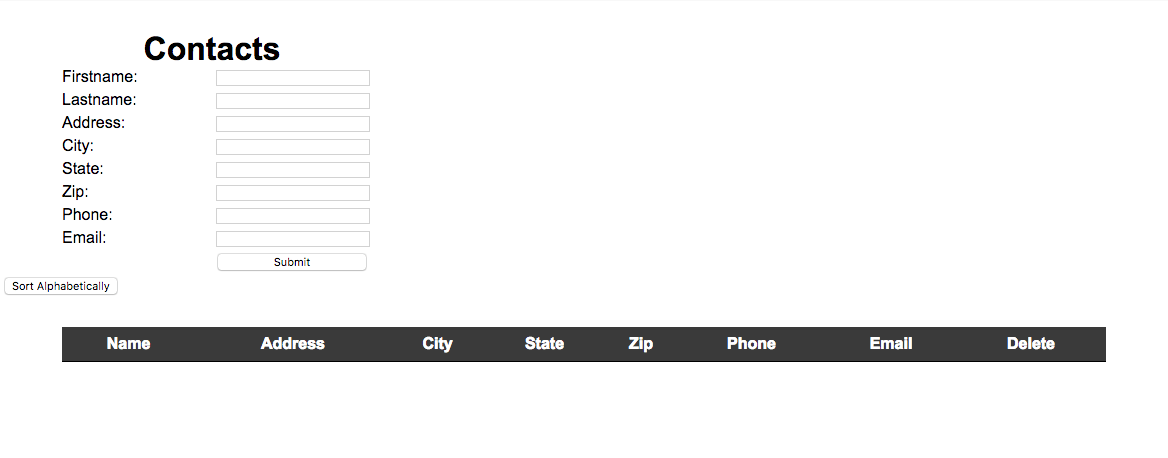 Contacts
Firstname:
Lastname:
Address:
City:
State:
Zip:
Phone:
Email:
Submit
Sort Alphabetically
Name Address City State Zip Phone Email Delete